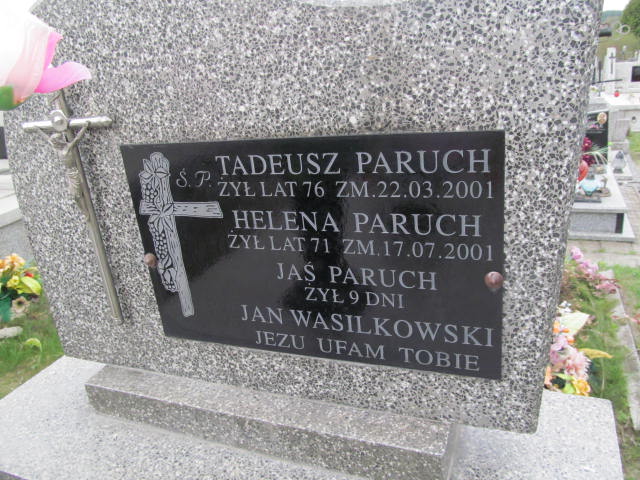 Ś. P. TADEUSZ PARUCH
ŻYŁ LAT 76 ZM. 22.03.2001
HELENA PARUCH
ŻYŁ LAT 71 ZM. 17.07.2001
JAŚ PARUCH
ŻYŁ 9 DNI
JAN WASILKOWSKI
JEZU UFAM TOBIE